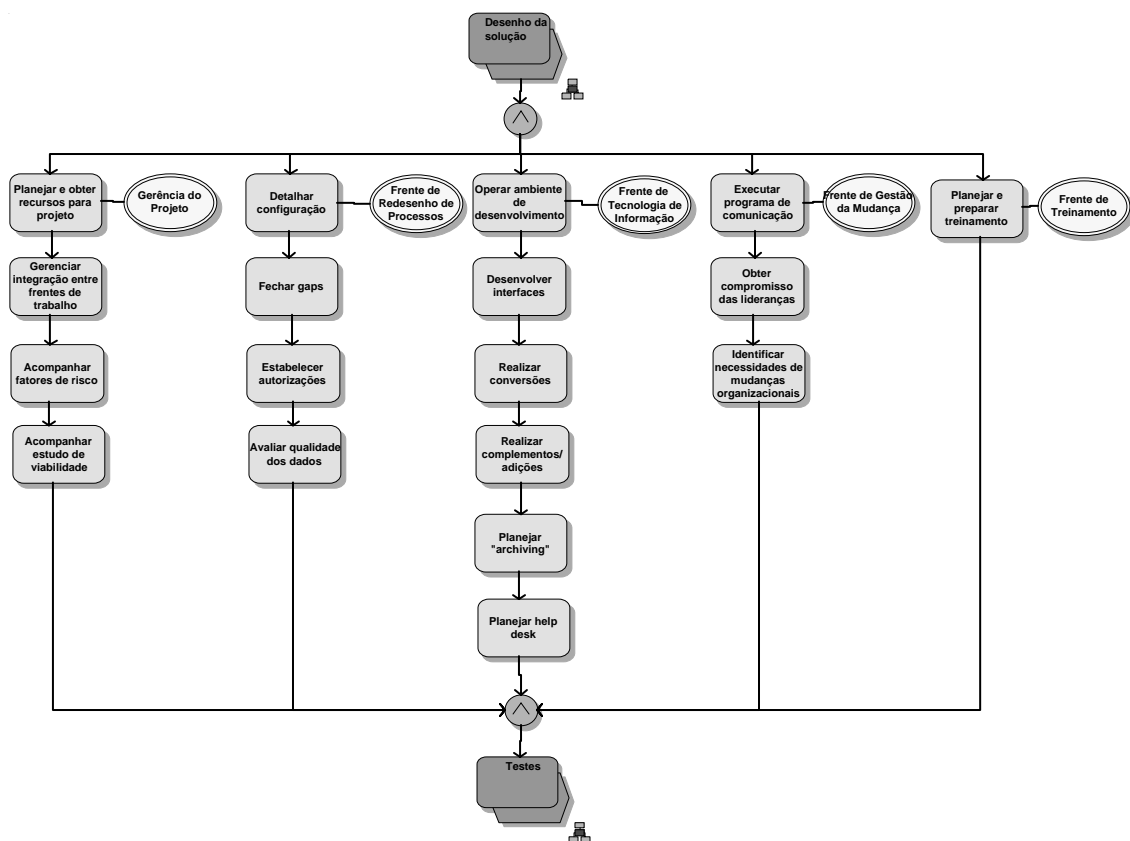 Desenho da
solução
Planejar e obter
recursos para
projeto
Gerência do
Projeto
Detalhar
configuração
Frente de
Redesenho de
Processos
Operar ambiente
de
desenvolvimento
Frente de
Tecnologia de
Informação
Executar
programa de
comunicação
Frente de Gestão
da Mudança
Planejar e
preparar
treinamento
Frente de
Treinamento
Gerenciar
integração entre
frentes de
trabalho
Fechar gaps
Desenvolver
interfaces
Obter
compromisso
das lideranças
Acompanhar
fatores de risco
Estabelecer
autorizações
Realizar
conversões
Identificar
necessidades de
mudanças
organizacionais
Acompanhar
estudo de
viabilidade
Avaliar qualidade
dos dados
Realizar
complementos/
adições
Planejar
"archiving"
Planejar help
desk
Testes